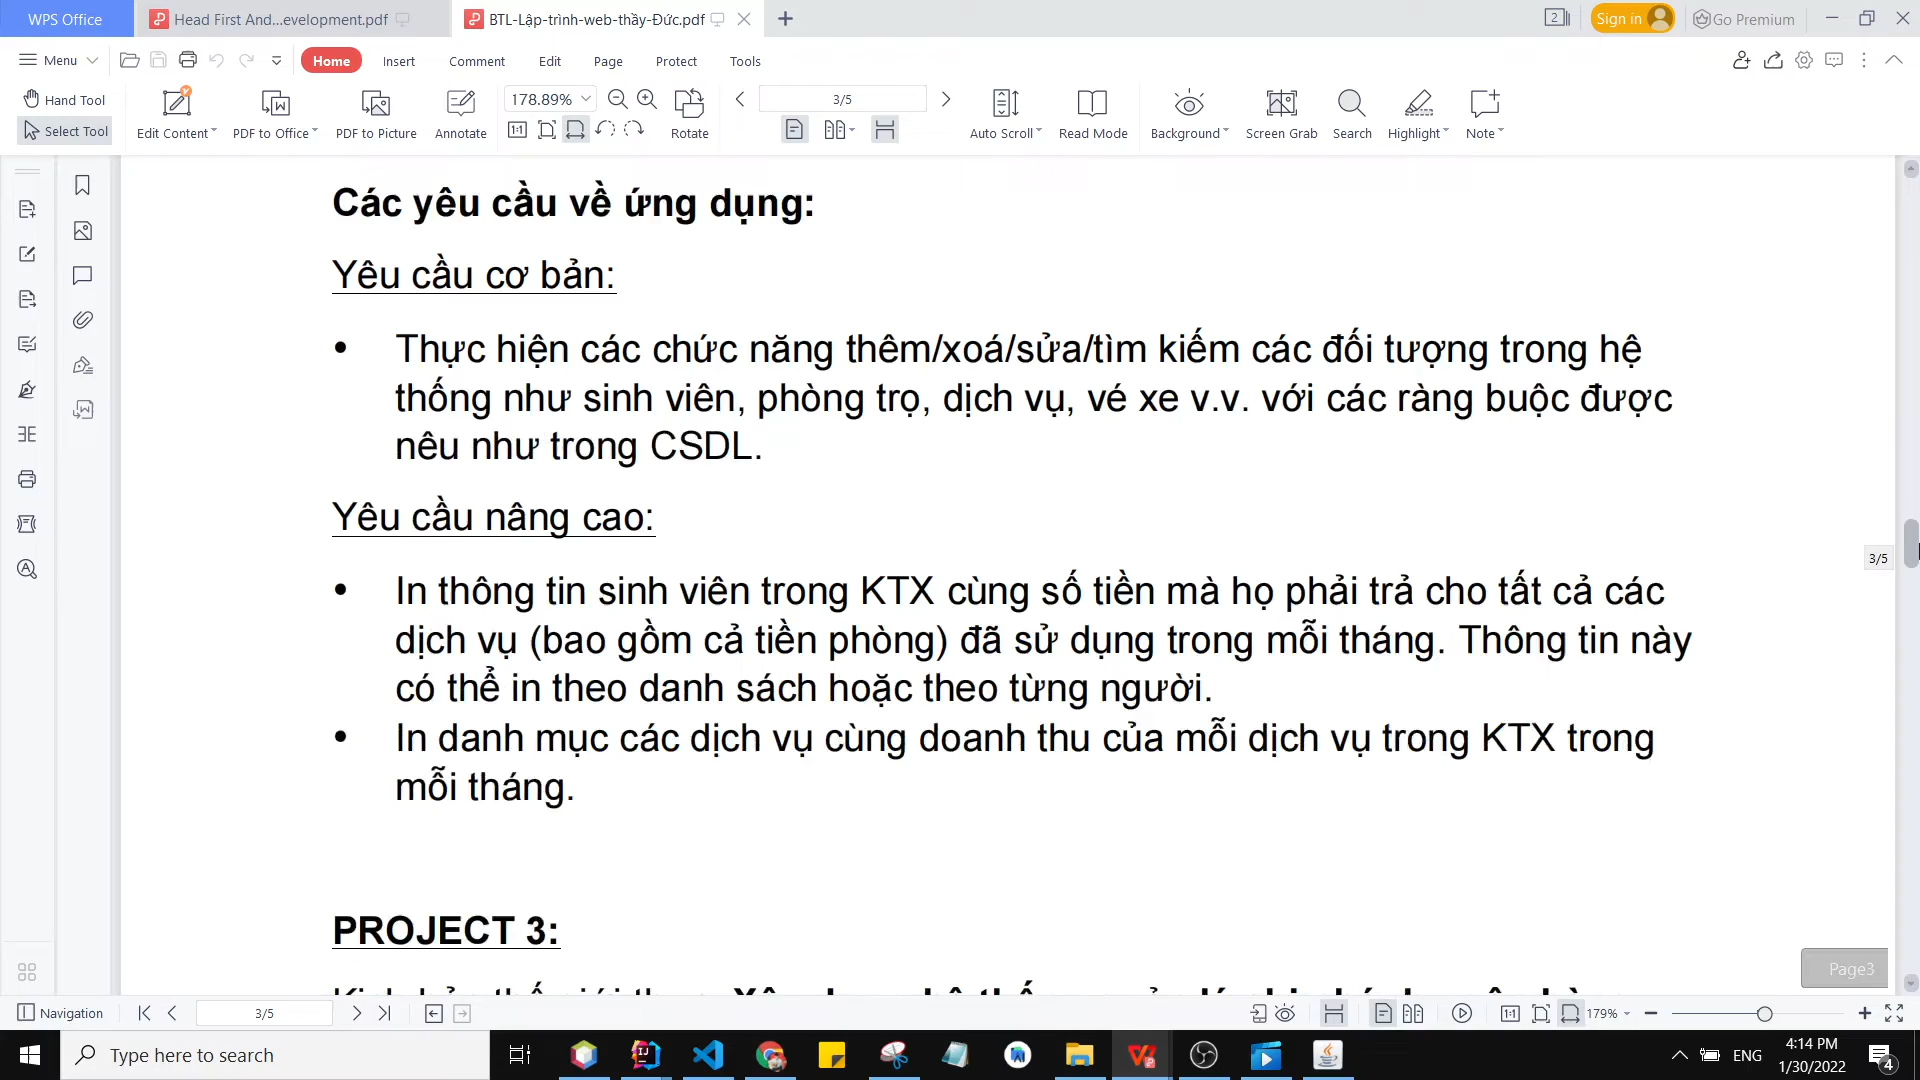 WPS Office
Head First And...evelopment.pdf
BTL-Lập-trình-web-thầy-Đức.pdf
2
Sign in
Go Premium
Menu
Home
Insert
Comment
Edit
Page
Protect
Tools
Hand Tool
Select Tool
Edit Content
PDF to Office
PDF to Picture
Annotate
178.89%
Rotate
3/5
Auto Scroll
Read Mode
Background
Screen Grab
Search
Highlight
Note
Các yêu cầu về ứng dụng:
Yêu cầu cơ bản:
• Thực hiện các chức năng thêm/xoá/sửa/tìm kiếm các đối tượng trong hệ
thống như sinh viên, phòng trọ, dịch vụ, vé xe v.v. với các ràng buộc được
nêu như trong CSDL.
Yêu cầu nâng cao:
• In thông tin sinh viên trong KTX cùng số tiền mà họ phải trả cho tất cả các
dịch vụ (bao gồm cả tiền phòng) đã sử dụng trong mỗi tháng. Thông tin này
có thể in theo danh sách hoặc theo từng người.
• In danh mục các dịch vụ cùng doanh thu của mỗi dịch vụ trong KTX trong
mỗi tháng.
3/5
PROJECT 3:
Page3
Navigation
3/5
179%
Type here to search
ENG
4:14 PM
1/30/2022
4